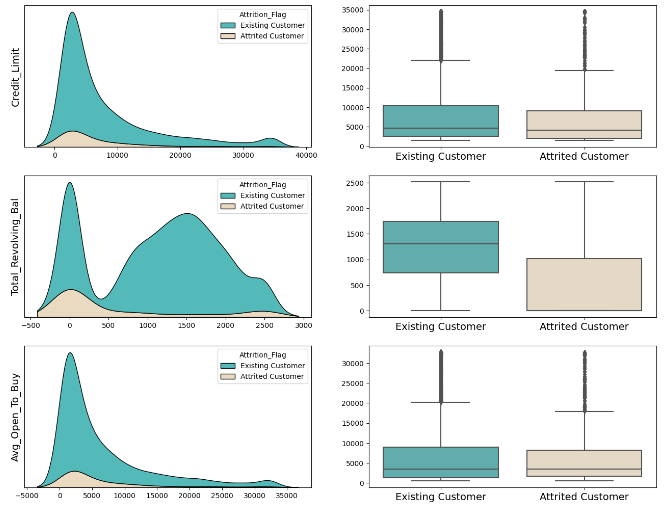 Credit_Limit
Attrition_Flag
Existing Customer
Attrited Customer
0 10000 20000 30000 40000
35000
30000
25000
20000
15000
10000
5000
0
Existing Customer Attrited Customer
Total_Revolving_Bal
Attrition_Flag
Existing Customer
Attrited Customer
−500 0 500 1000 1500 2000 2500 3000
2500
2000
1500
1000
500
0
Existing Customer Attrited Customer
Avg_Open_To_Buy
Attrition_Flag
Existing Customer
Attrited Customer
−5000 0 5000 10000 15000 20000 25000 30000 35000
30000
25000
20000
15000
10000
5000
0
Existing Customer Attrited Customer